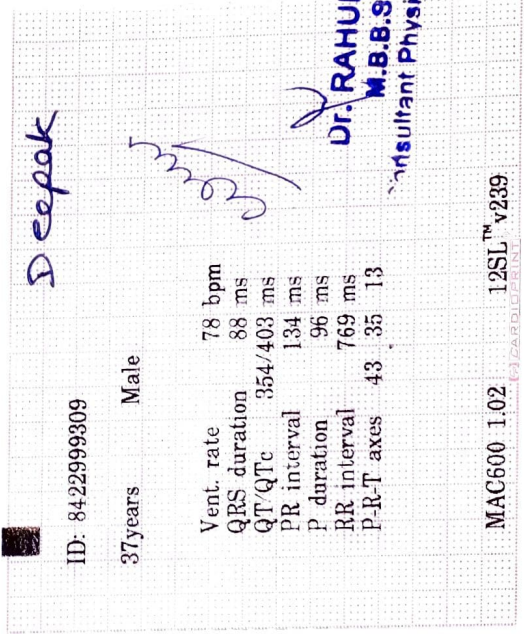 Deepak
ID: 8422999309
37years Male
Vent. rate 78 bpm
QRS duration 88 ms
QT/QTc 354/403 ms
PR interval 134 ms
P duration 96 ms
RR interval 769 ms
P-R-T axes 43 35 13
Dr. RAHU
M.B.B.S
nsultant Physi
MAC600 1.02 12SL™ v239
CARDIOPRINT